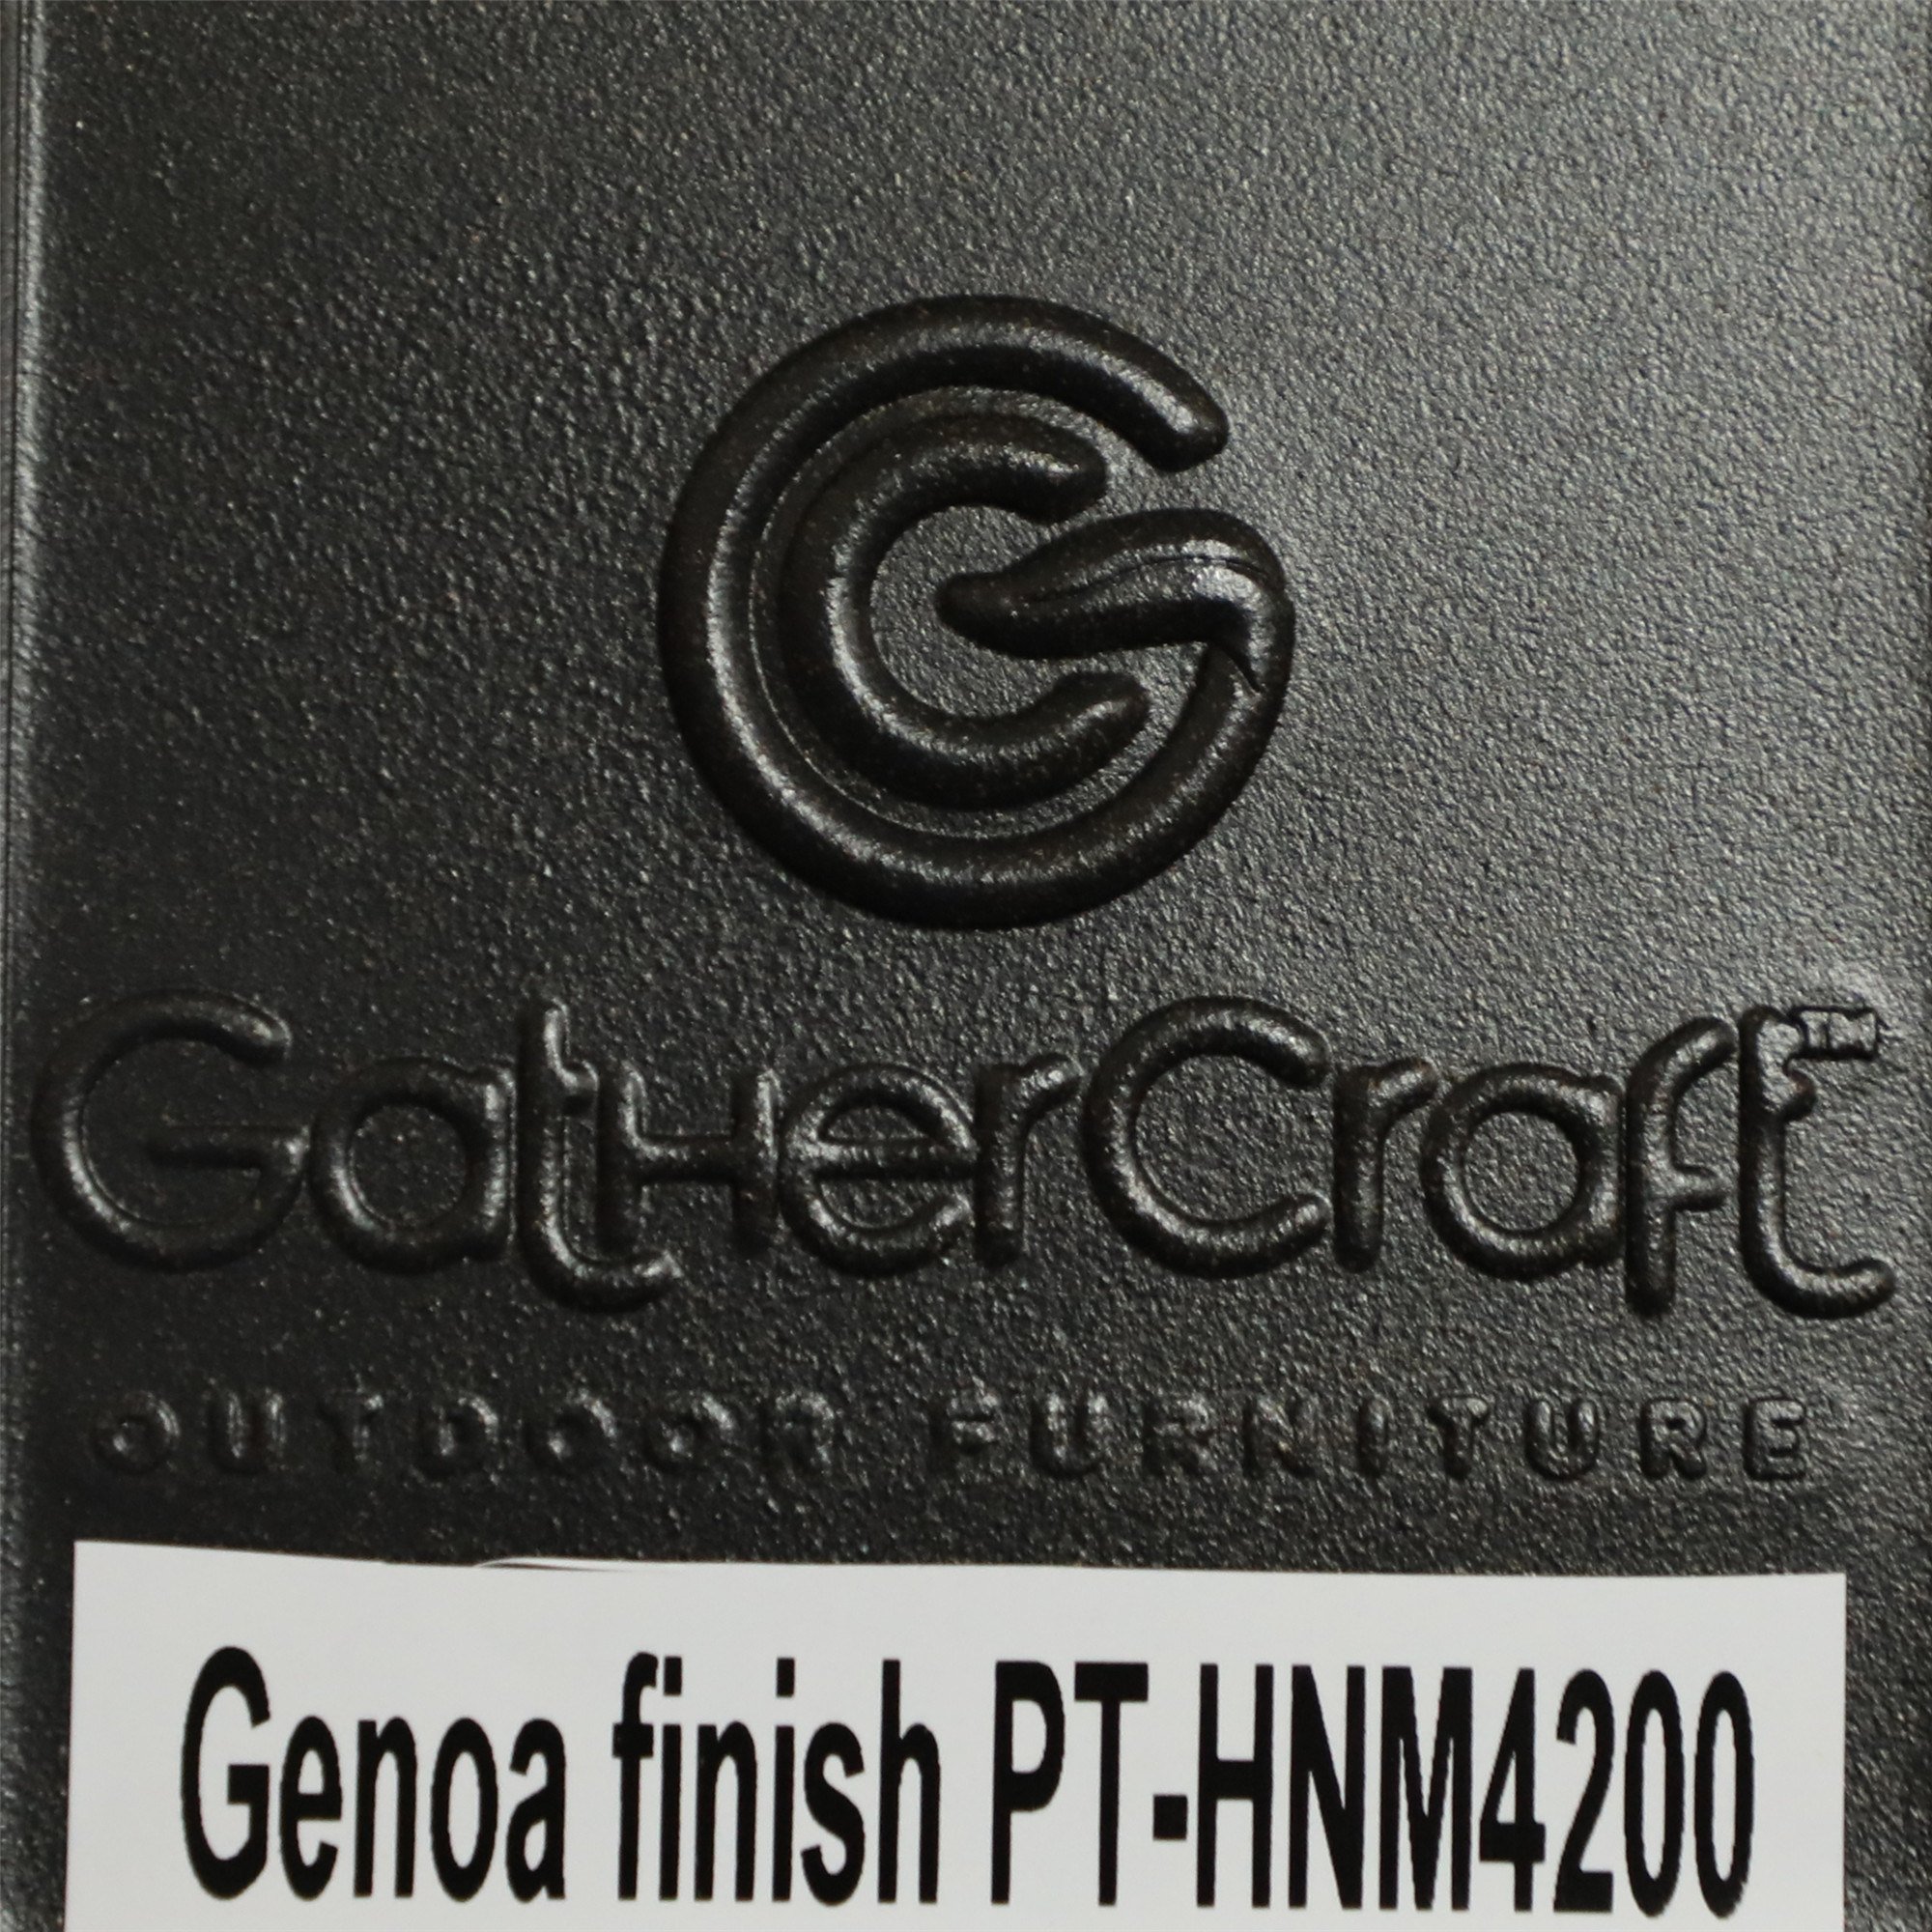 GatherCraft™
OUTDOOR FURNITURE
Genoa finish PT-HNM4200